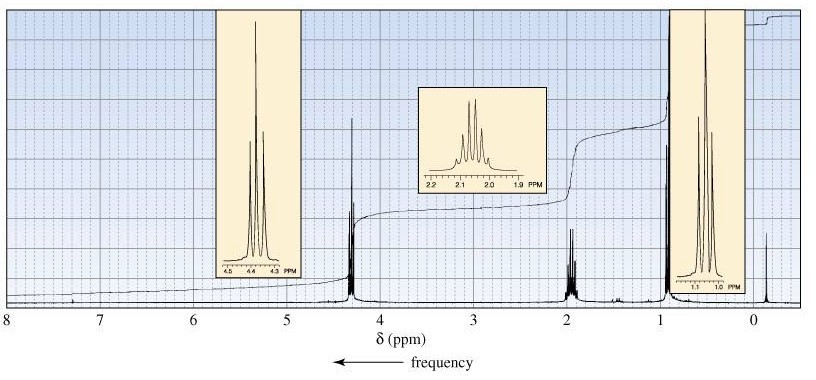 2.2 2.1 2.0 1.9 PPM
4.5 4.4 4.3 PPM
1.1 1.0 PPM
8 7 6 5 4 3 2 1 0
δ (ppm)
frequency